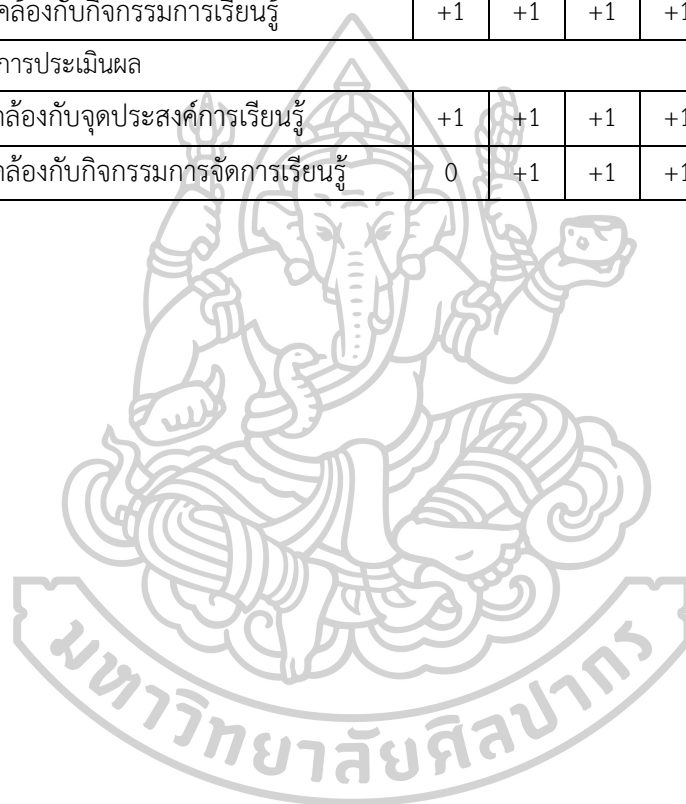 คล้องกับกิจกรรมการเรียนรู้ +1 +1 +1 +1
การประเมินผล
คล้องกับจุดประสงค์การเรียนรู้ +1 +1 +1 +1
คล้องกับกิจกรรมการจัดการเรียนรู้ 0 +1 +1 +1
มหาวิทยาลัยศิลปากร